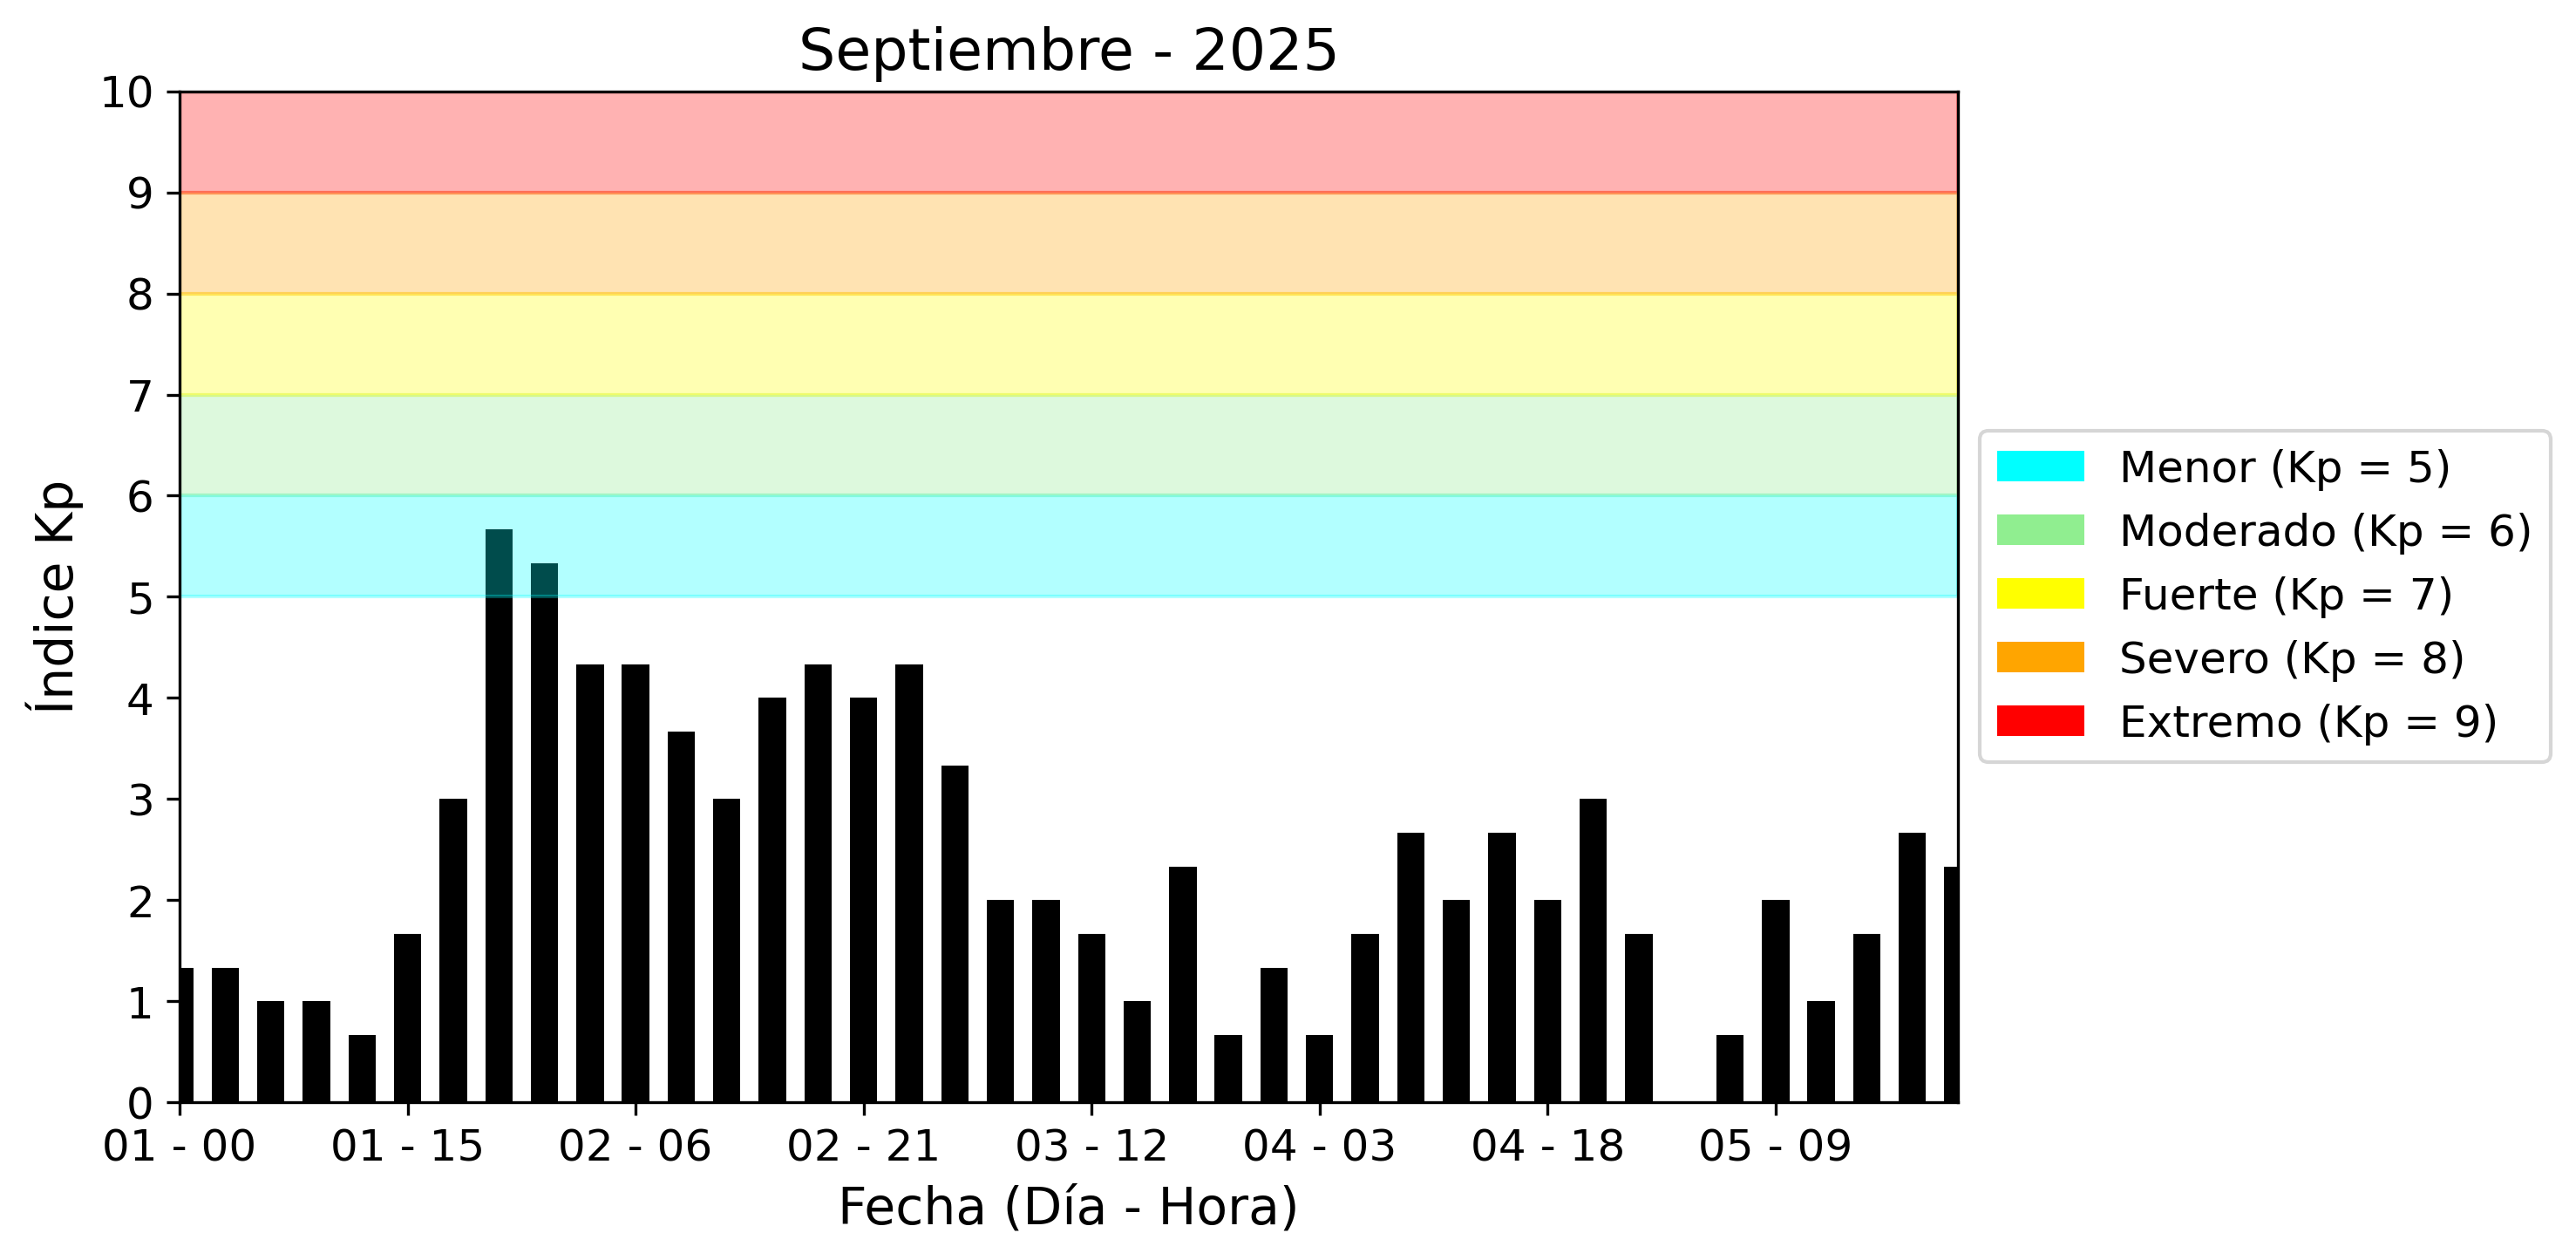 Septiembre - 2025
10
9
8
7
6
5
4
3
2
1
0
Índice Kp
01 - 00
01 - 15
02 - 06
02 - 21
03 - 12
04 - 03
04 - 18
05 - 09
Fecha (Día - Hora)
Menor (Kp = 5)
Moderado (Kp = 6)
Fuerte (Kp = 7)
Severo (Kp = 8)
Extremo (Kp = 9)